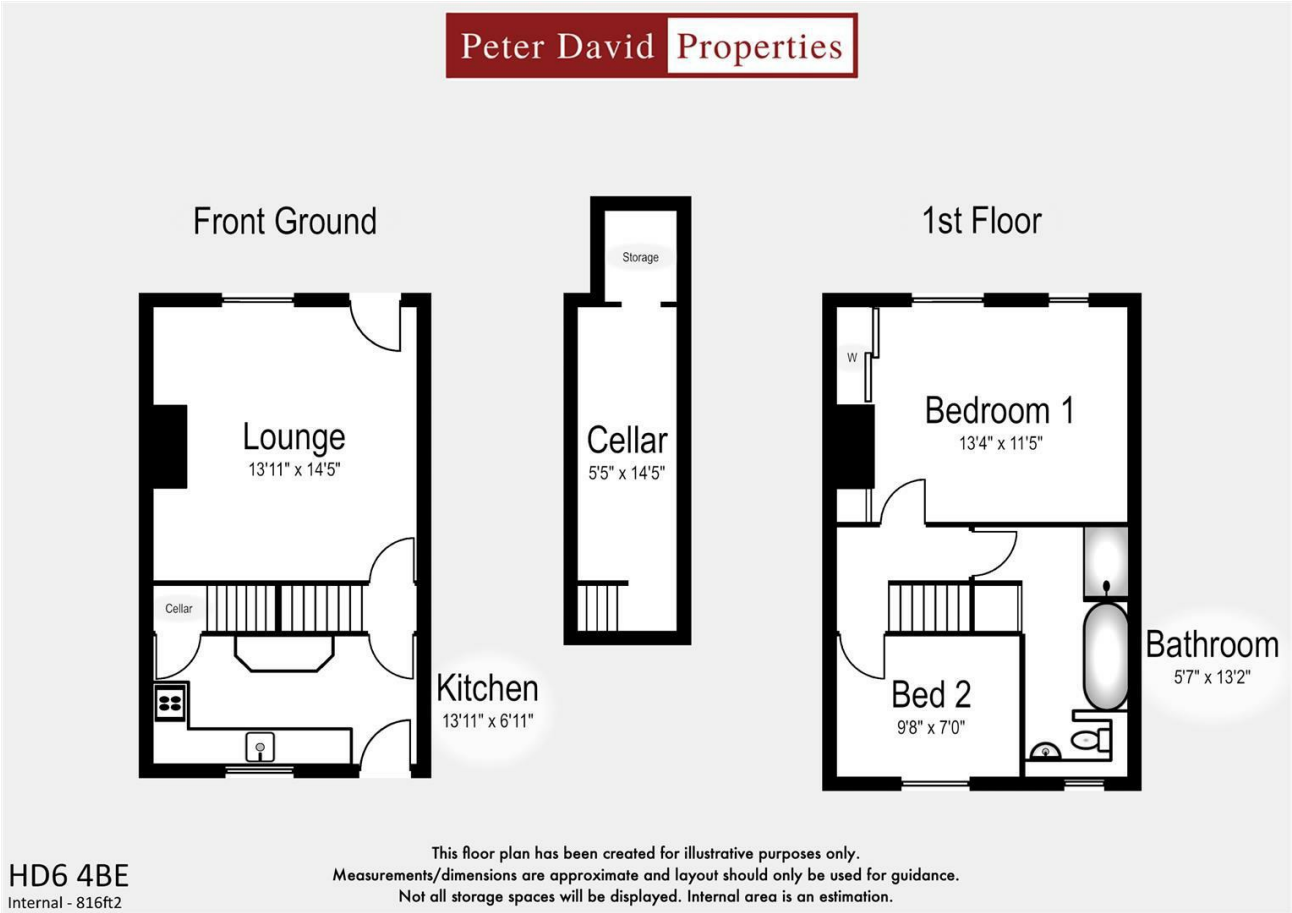 Peter David Properties
Front Ground
1st Floor
Storage
W
Lounge
13'11" x 14'5"
Cellar
5'5" x 14'5"
Bedroom 1
13'4" x 11'5"
Cellar
Kitchen
13'11" x 6'11"
Bed 2
9'8" x 7'0"
Bathroom
5'7" x 13'2"
This floor plan has been created for illustrative purposes only.
Measurements/dimensions are approximate and layout should only be used for guidance.
Not all storage spaces will be displayed. Internal area is an estimation.
HD6 4BE
Internal - 816ft2